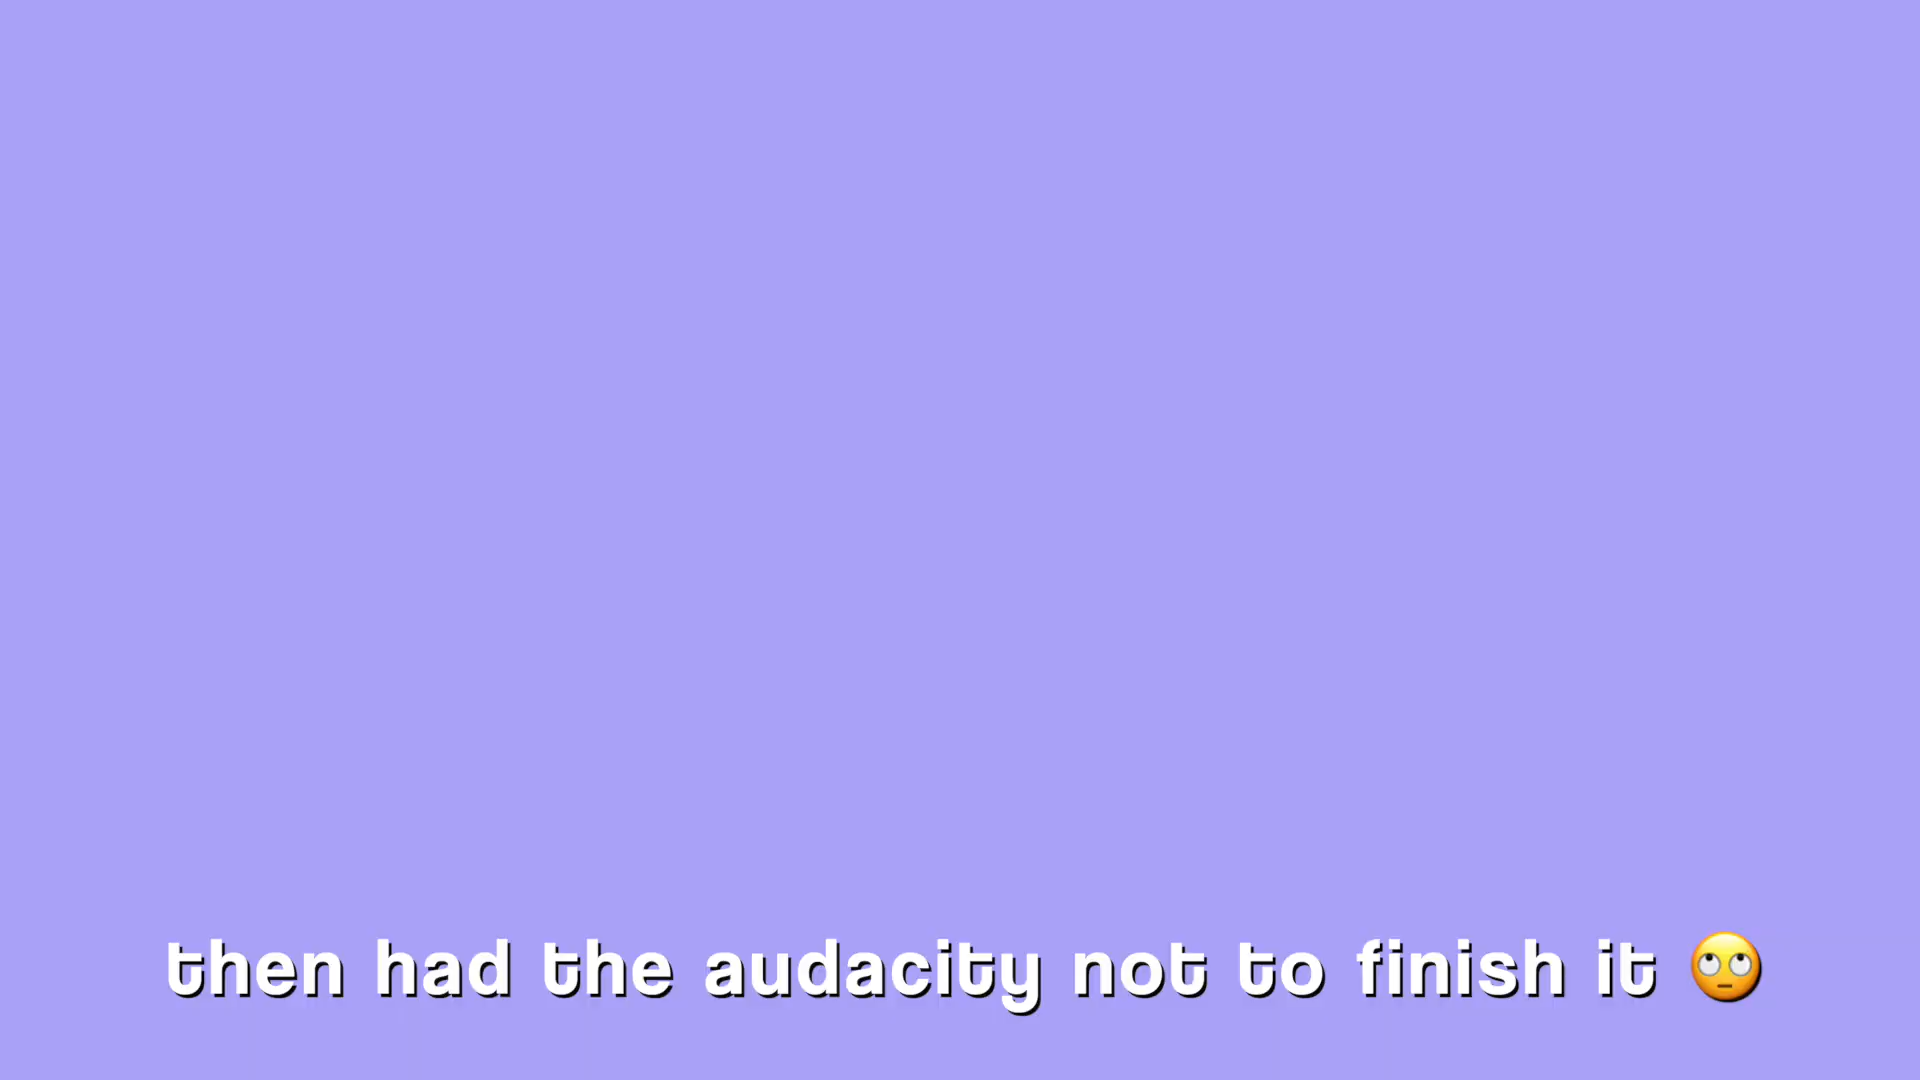 then had the audacity not to finish it 🙄